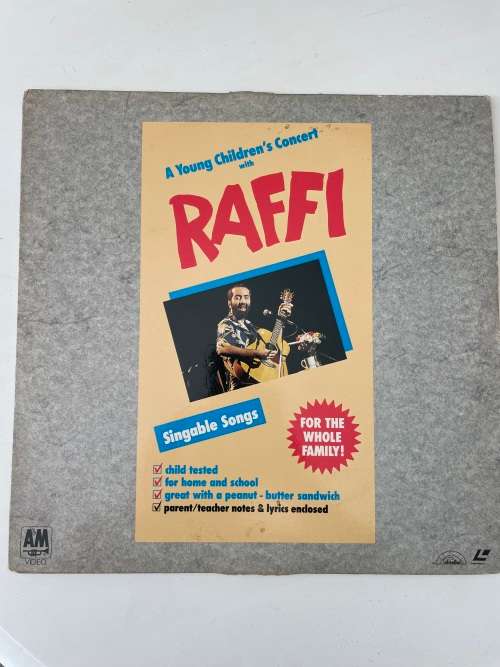 A Young Children's Concert
with
RAFFI
Singable Songs
FOR THE
WHOLE
FAMILY!
child tested
for home and school
great with a peanut - butter sandwich
parent/teacher notes & lyrics enclosed
A&M
VIDEO